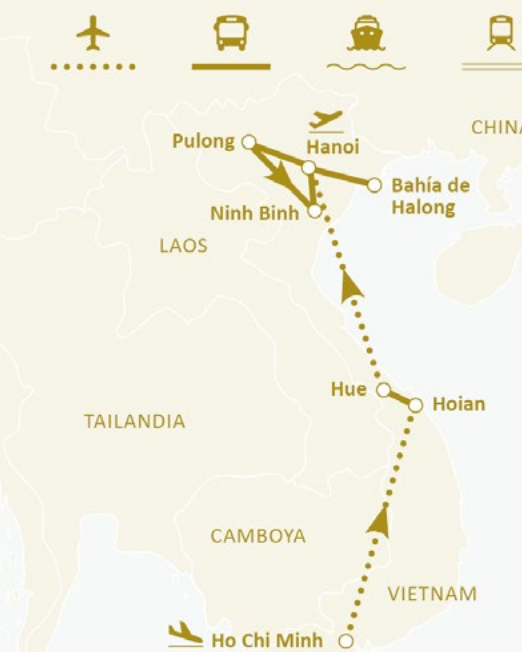 CHINA
Pulong
Hanoi
Bahía de
Halong
Ninh Binh
LAOS
Hue
Hoian
TAILANDIA
CAMBOYA
VIETNAM
Ho Chi Minh